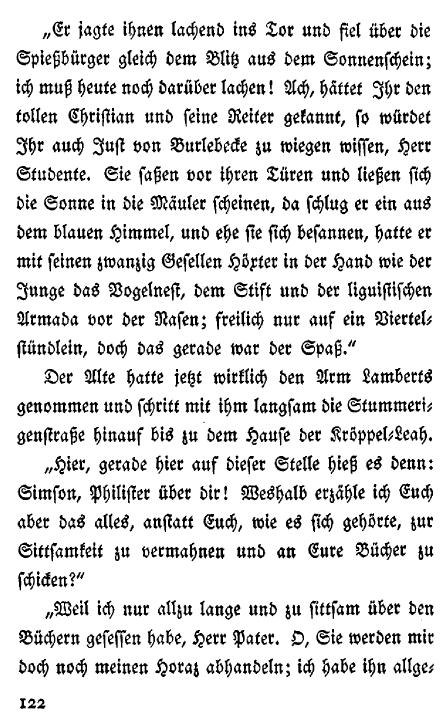 „Er jagte ihnen lachend ins Tor und fiel über die
Spießbürger gleich dem Blitz aus dem Sonnenschein;
ich muß heute noch darüber lachen! Ach, hättet Ihr den
tollen Christian und seine Reiter gekannt, so würdet
Ihr auch Just von Burlebecke zu wiegen wissen, Herr
Studente. Sie saßen vor ihren Türen und ließen sich
die Sonne in die Mäuler scheinen, da schlug er ein aus
dem blauen Himmel, und ehe sie sich besannen, hatte er
mit seinen zwanzig Gesellen Höxter in der Hand wie der
Junge das Vogelnest, dem Stift und der liguistischen
Armada vor der Nasen; freilich nur auf ein Viertel-
stündlein, doch das gerade war der Spaß.“
Der Alte hatte jetzt wirklich den Arm Lamberts
genommen und schritt mit ihm langsam die Stummeri-
genstraße hinauf bis zu dem Hause der Kröppel-Leah.
„Hier, gerade hier auf dieser Stelle hieß es denn:
Simson, Philister über dir! Weshalb erzähle ich Euch
aber das alles, anstatt Euch, wie es sich gehörte, zur
Sittsamkeit zu vermahnen und an Eure Bücher zu
schicken?“
„Weil ich nur allzu lange und zu sittsam über den
Büchern gesessen habe, Herr Pater. O, Sie werden mir
doch noch meinen Horaz abhandeln; ich habe ihn allge-
122